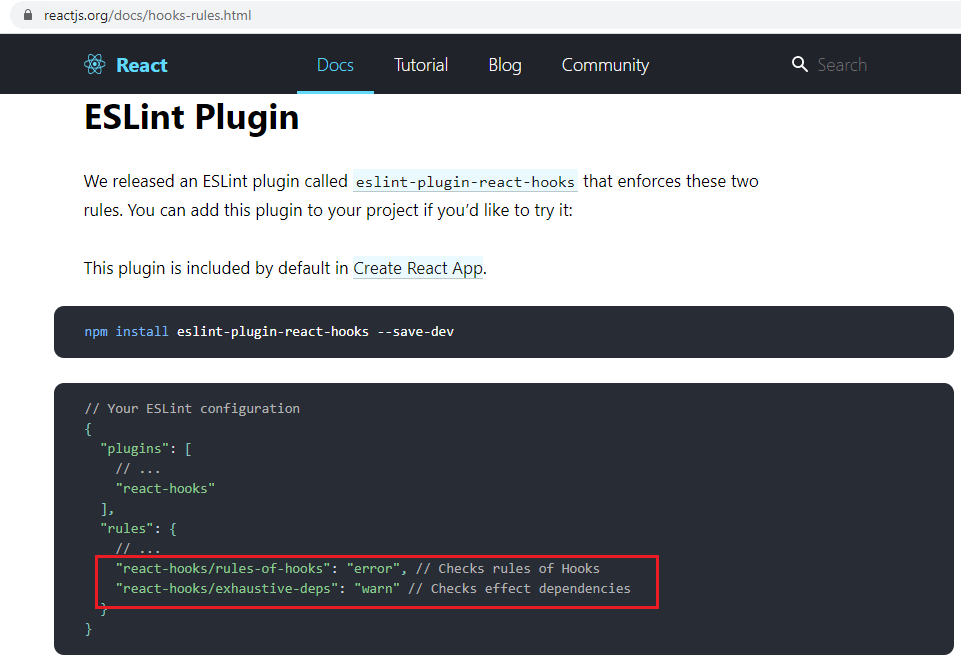 reactjs.org/docs/hooks-rules.html
React Docs Tutorial Blog Community Search
ESLint Plugin
We released an ESLint plugin called eslint-plugin-react-hooks that enforces these two
rules. You can add this plugin to your project if you’d like to try it:
This plugin is included by default in Create React App.
npm install eslint-plugin-react-hooks --save-dev
// Your ESLint configuration
{
  "plugins": [
    // ...
    "react-hooks"
  ],
  "rules": {
    // ...
    "react-hooks/rules-of-hooks": "error", // Checks rules of Hooks
    "react-hooks/exhaustive-deps": "warn" // Checks effect dependencies
  }
}